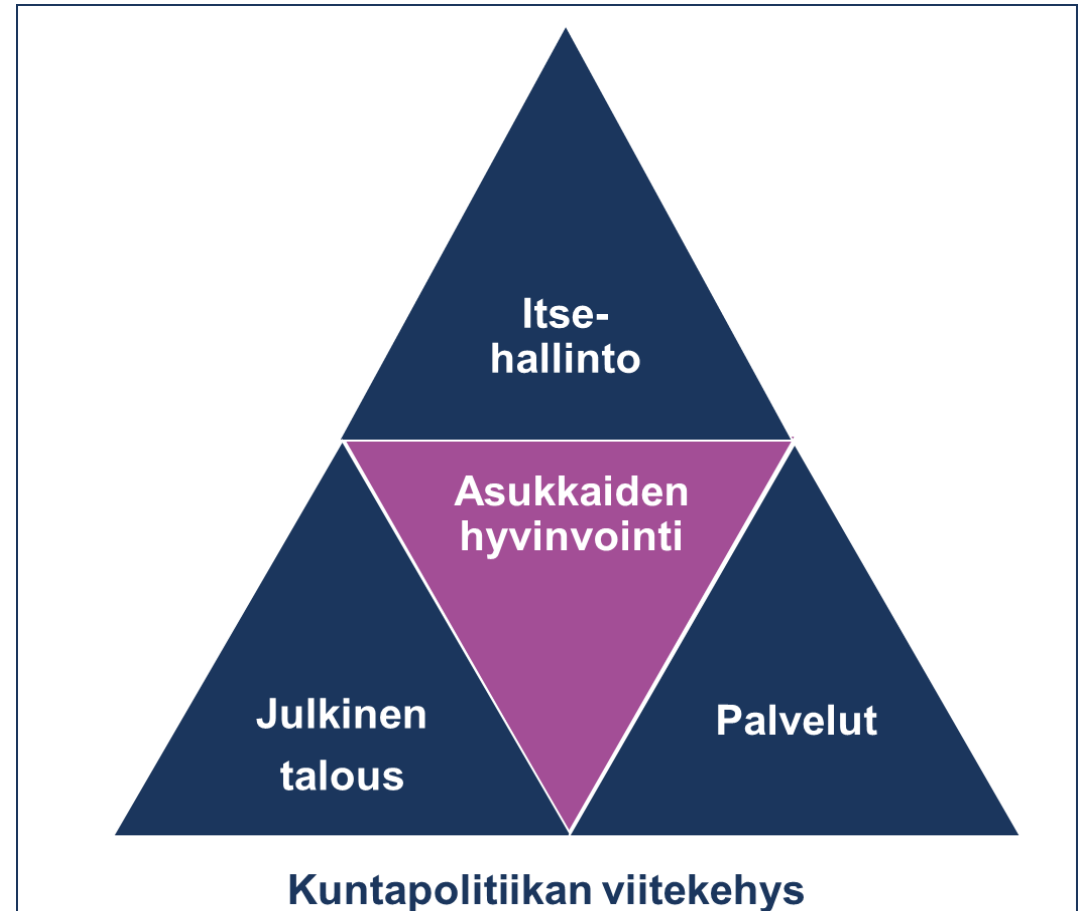 Itse-
hallinto
Asukkaiden
hyvinvointi
Julkinen
talous
Palvelut
Kuntapolitiikan viitekehys